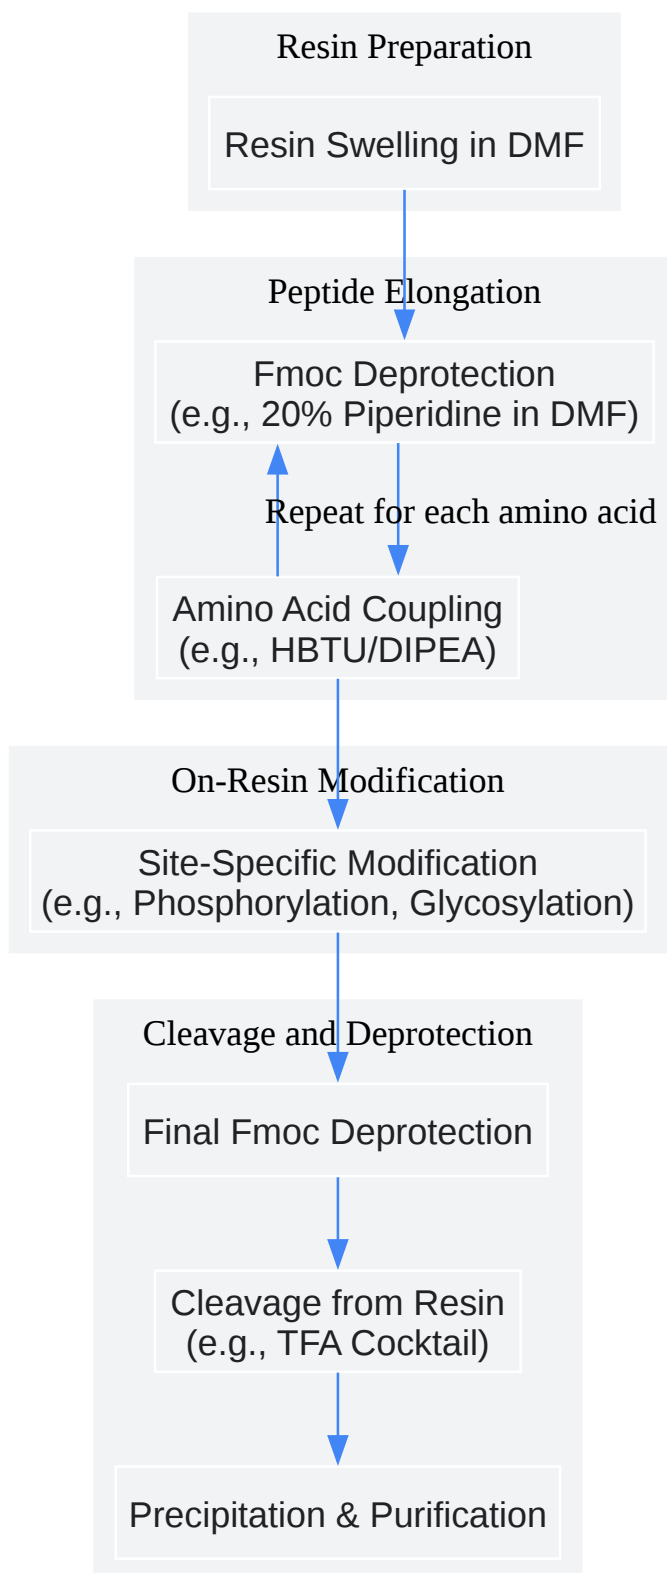 Resin Preparation
Resin Swelling in DMF
Peptide Elongation
Fmoc Deprotection
(e.g., 20% Piperidine in DMF)
Repeat for each amino acid
Amino Acid Coupling
(e.g., HBTU/DIPEA)
On-Resin Modification
Site-Specific Modification
(e.g., Phosphorylation, Glycosylation)
Cleavage and Deprotection
Final Fmoc Deprotection
Cleavage from Resin
(e.g., TFA Cocktail)
Precipitation & Purification